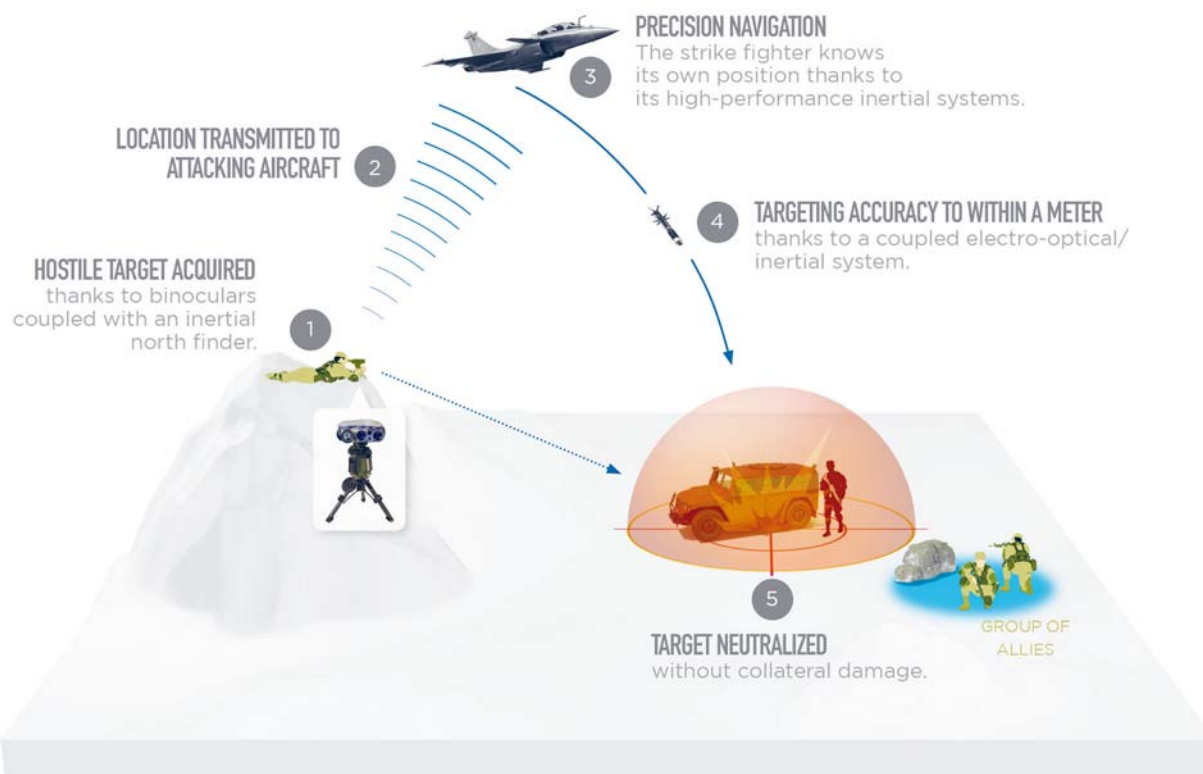 PRECISION NAVIGATION
The strike fighter knows
its own position thanks to
its high-performance inertial systems.
3
LOCATION TRANSMITTED TO
ATTACKING AIRCRAFT
2
4
TARGETING ACCURACY TO WITHIN A METER
thanks to a coupled electro-optical/
inertial system.
HOSTILE TARGET ACQUIRED
thanks to binoculars
coupled with an inertial
north finder.
1
5
TARGET NEUTRALIZED
without collateral damage.
GROUP OF
ALLIES